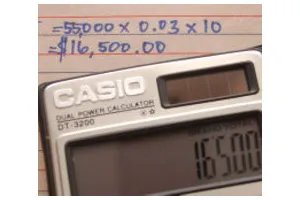 =55,000 x 0.03 x 10
=$16,500.00
CASIO
DUAL POWER CALCULATOR
DT-3200
16500